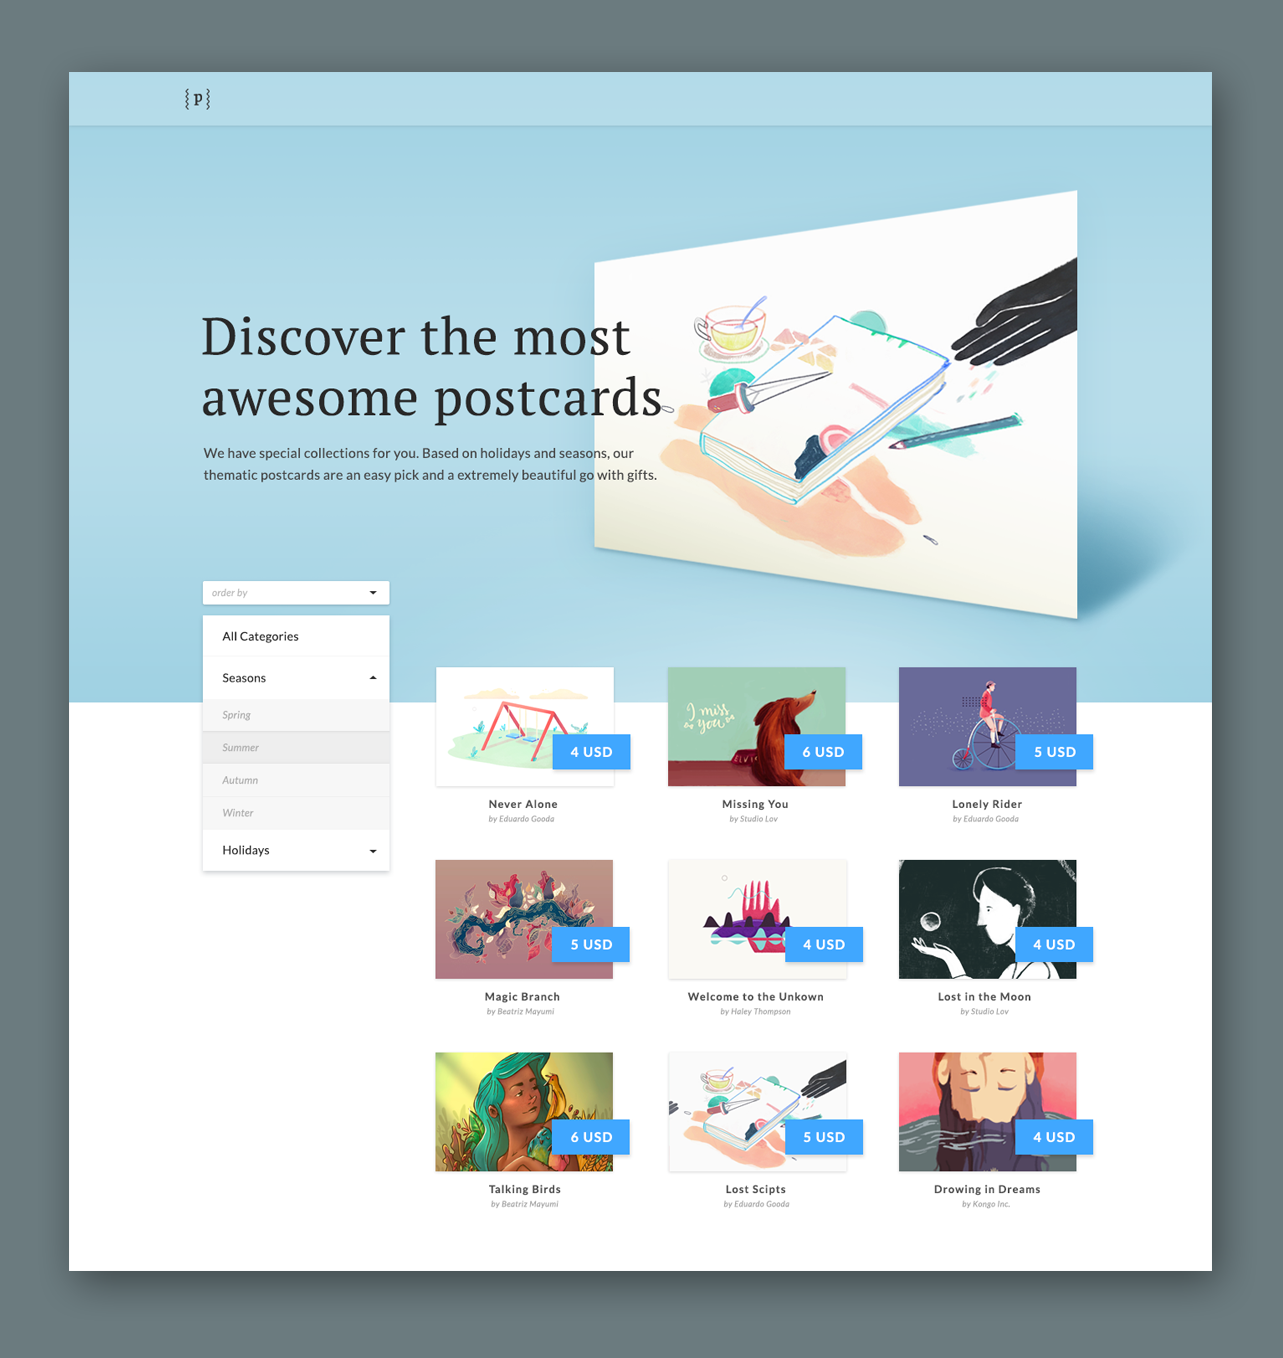 {p}
Discover the most
awesome postcards
We have special collections for you. Based on holidays and seasons, our
thematic postcards are an easy pick and a extremely beautiful go with gifts.
order by
All Categories
Seasons
Spring
Summer
Autumn
Winter
Holidays
4 USD
Never Alone
by Eduardo Gooda
I miss
you
6 USD
Missing You
by Studio Lov
5 USD
Lonely Rider
by Eduardo Gooda
5 USD
Magic Branch
by Beatriz Mayumi
4 USD
Welcome to the Unkown
by Haley Thompson
4 USD
Lost in the Moon
by Studio Lov
6 USD
Talking Birds
by Beatriz Mayumi
5 USD
Lost Scipts
by Eduardo Gooda
4 USD
Drowing in Dreams
by Kongo Inc.